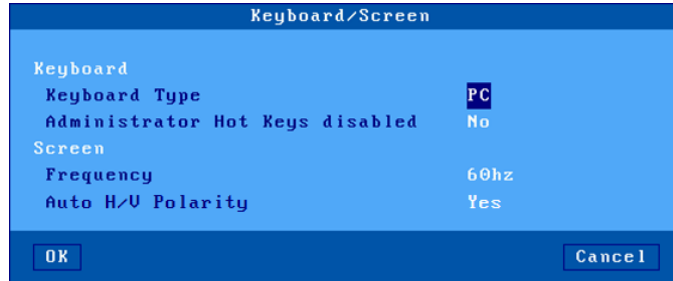 Keyboard/Screen
Keyboard
Keyboard Type PC
Administrator Hot Keys disabled No
Screen
Frequency 60hz
Auto H/V Polarity Yes
OK Cancel